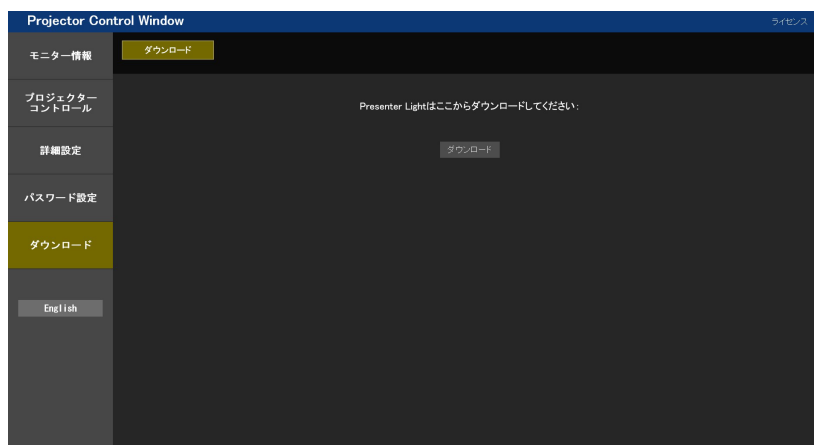 Projector Control Window
ライセンス
モニター情報
ダウンロード
プロジェクター
コントロール
Presenter Lightはここからダウンロードしてください:
詳細設定
ダウンロード
パスワード設定
ダウンロード
English